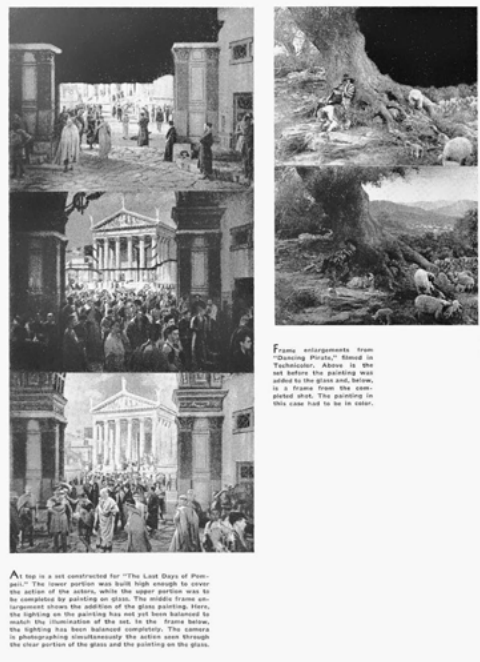 Frame enlargements from
"Dancing Pirate," filmed in
Technicolor. Above is the
set before the painting was
added to the glass and, below,
is a frame from the com-
pleted shot. The painting in
this case had to be in color.
At top is a set constructed for "The Last Days of Pom-
peii." The lower portion was built high enough to cover
the action of the actors, while the upper portion was to
be completed by painting on glass. The middle frame en-
largement shows the addition of the glass painting. Here,
the lighting on the painting has not yet been balanced to
match the illumination of the set. In the frame below,
the lighting has been balanced completely. The camera
is photographing simultaneously the action seen through
the clear portion of the glass and the painting on the glass.